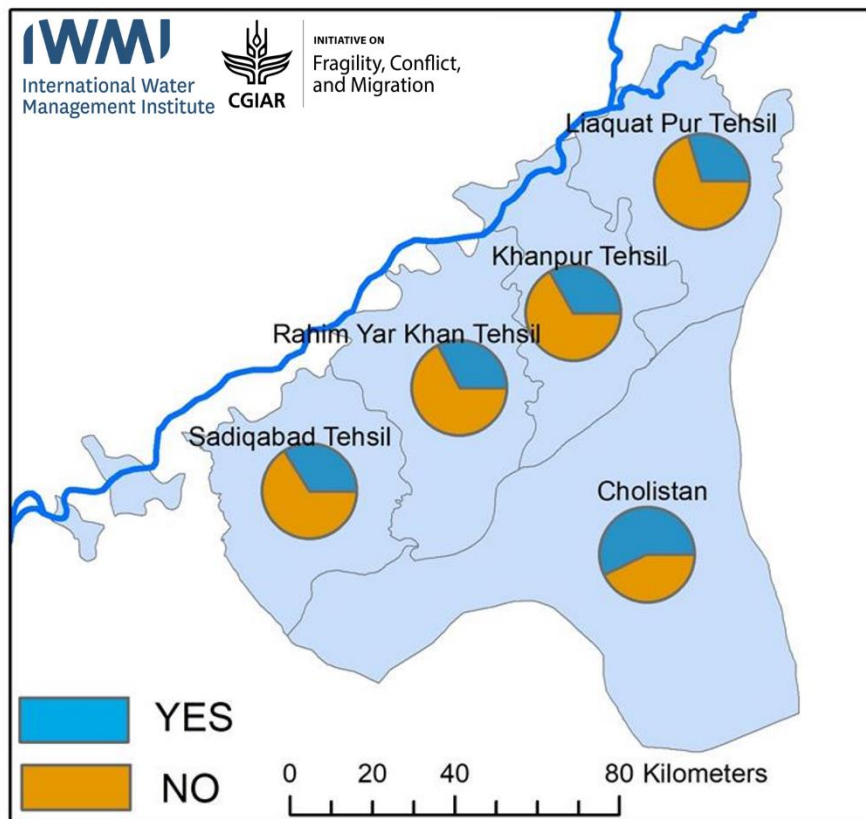 IWMI
International Water
Management Institute
CGIAR
INITIATIVE ON
Fragility, Conflict,
and Migration
Liaquat Pur Tehsil
Khanpur Tehsil
Rahim Yar Khan Tehsil
Sadiqabad Tehsil
Cholistan
YES
NO
0 20 40 80 Kilometers